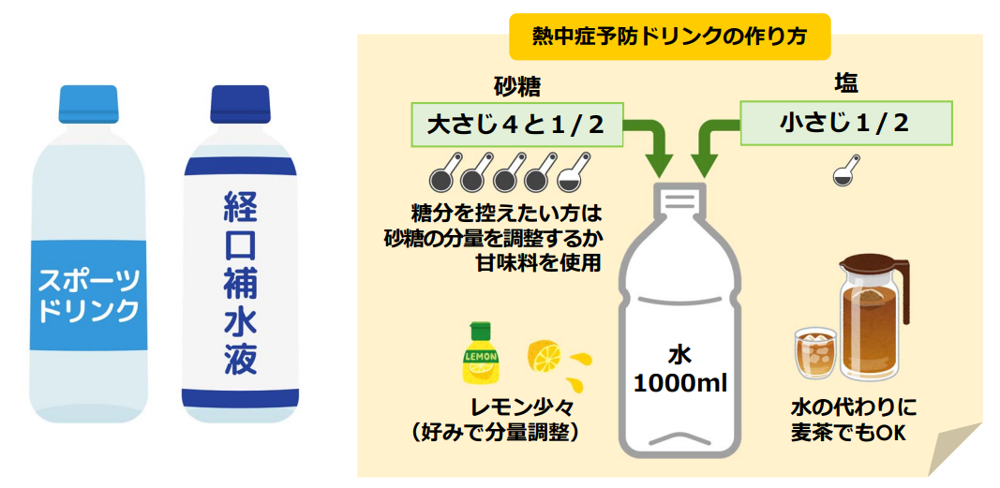 スポーツ
ドリンク
経口補水液
熱中症予防ドリンクの作り方
砂糖
大さじ４と１/２
糖分を控えたい方は
砂糖の分量を調整するか
甘味料を使用
塩
小さじ１/２
LEMON
レモン少々
（好みで分量調整）
水
1000ml
水の代わりに
麦茶でもOK